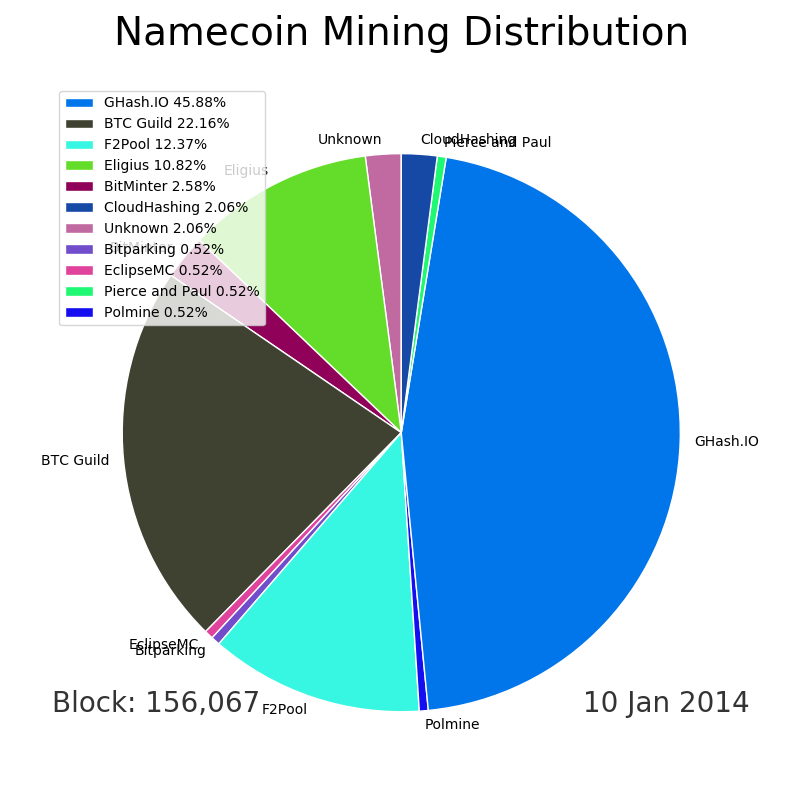 Namecoin Mining Distribution
GHash.IO 45.88%
BTC Guild 22.16%
F2Pool 12.37%
Eligius 10.82%
BitMinter 2.58%
CloudHashing 2.06%
Unknown 2.06%
Bitparking 0.52%
EclipseMC 0.52%
Pierce and Paul 0.52%
Polmine 0.52%
Unknown
CloudHashing
Pierce and Paul
Eligius
BitMinter
GHash.IO
BTC Guild
EclipseMC
Bitparking
F2Pool
Polmine
Block: 156,067
10 Jan 2014